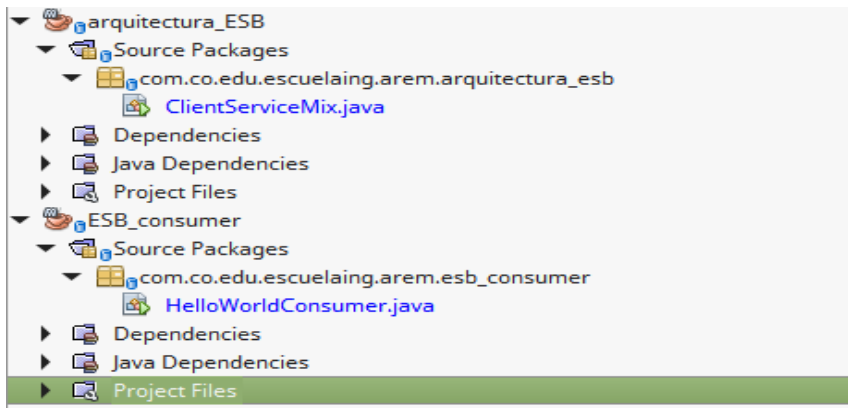 arquitectura_ESB
Source Packages
com.co.edu.escuelaing.arem.arquitectura_esb
ClientServiceMix.java
Dependencies
Java Dependencies
Project Files
ESB_consumer
Source Packages
com.co.edu.escuelaing.arem.esb_consumer
HelloWorldConsumer.java
Dependencies
Java Dependencies
Project Files